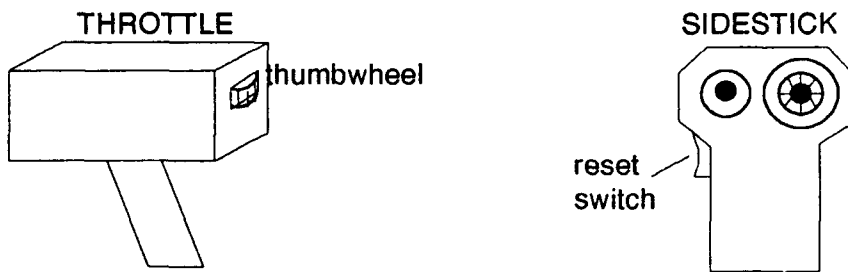 THROTTLE
thumbwheel
SIDESTICK
reset
switch